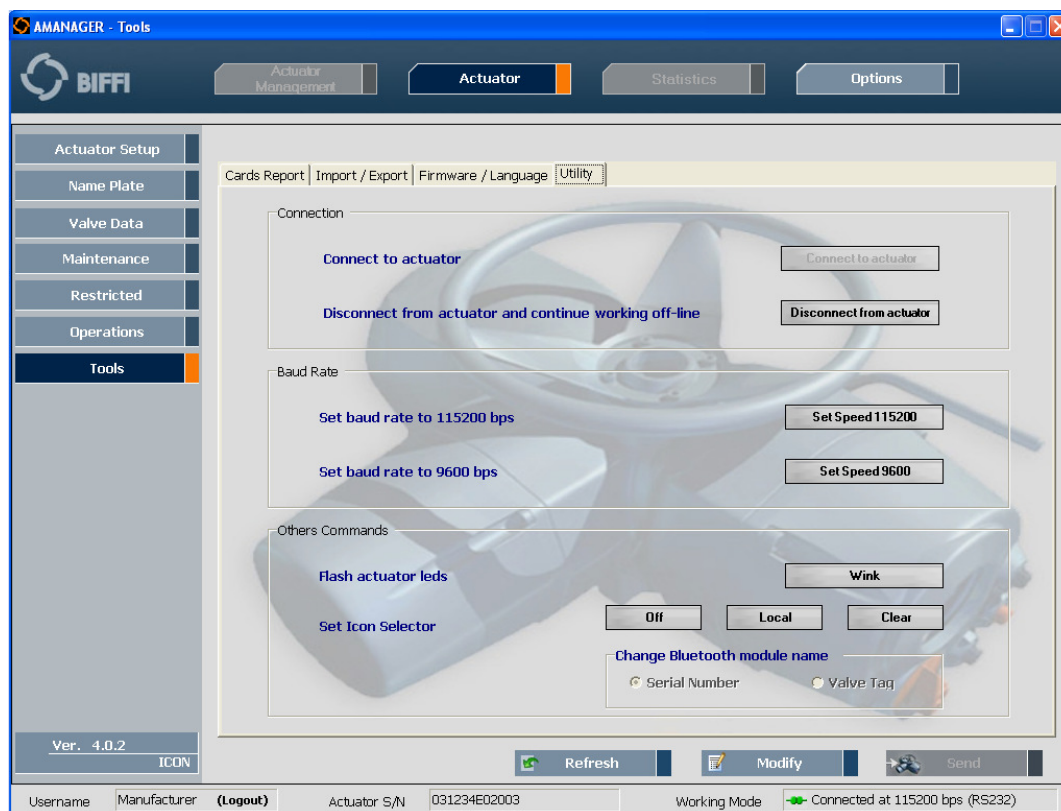 AMANAGER - Tools
BIFFI
Actuator
Management
Actuator
Statistics
Options
Actuator Setup
Name Plate
Valve Data
Maintenance
Restricted
Operations
Tools
Cards Report
Import / Export
Firmware / Language
Utility
Connection
Connect to actuator
Connect to actuator
Disconnect from actuator and continue working off-line
Disconnect from actuator
Baud Rate
Set baud rate to 115200 bps
Set Speed 115200
Set baud rate to 9600 bps
Set Speed 9600
Others Commands
Flash actuator leds
Wink
Set Icon Selector
Off
Local
Clear
Change Bluetooth module name
Serial Number
Valve Tag
Ver. 4.0.2
ICON
Refresh
Modify
Send
Username
Manufacturer
(Logout)
Actuator S/N
031234E02003
Working Mode
Connected at 115200 bps (RS232)